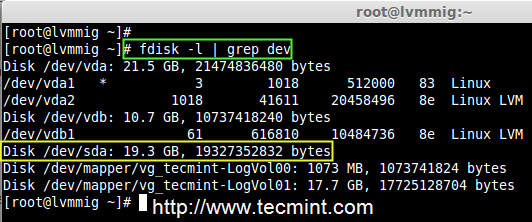 root@lvmmig:~
[root@lvmmig ~]#
[root@lvmmig ~]# fdisk -l | grep dev
Disk /dev/vda: 21.5 GB, 21474836480 bytes
/dev/vda1 * 3 1018 512000 83 Linux
/dev/vda2 1018 41611 20458496 8e Linux LVM
Disk /dev/vdb: 10.7 GB, 10737418240 bytes
/dev/vdb1 61 616810 10484736 8e Linux LVM
Disk /dev/sda: 19.3 GB, 19327352832 bytes
Disk /dev/mapper/vg_tecmint-LogVol00: 1073 MB, 1073741824 bytes
Disk /dev/mapper/vg_tecmint-LogVol01: 17.7 GB, 17725128704 bytes
[root@lvmmig ~]#
http://www.tecmint.com